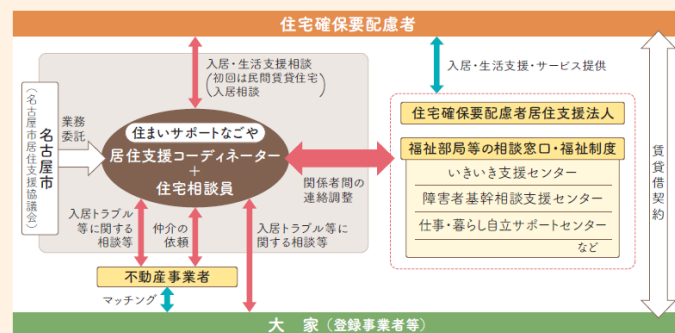 住宅確保要配慮者
入居・生活支援相談
(初回は民間賃貸住宅
入居相談)
入居・生活支援・サービス提供
名古屋市
(名古屋市居住支援協議会)
業務
委託
住まいサポートなごや
居住支援コーディネーター
+
住宅相談員
関係者間の
連絡調整
住宅確保要配慮者居住支援法人
福祉部局等の相談窓口・福祉制度
いきいき支援センター
障害者基幹相談支援センター
仕事・暮らし自立サポートセンター
など
賃貸借契約
入居トラブル
等に関する
相談等
仲介の
依頼
入居トラブル等に
関する相談等
不動産事業者
マッチング
大 家(登録事業者等)